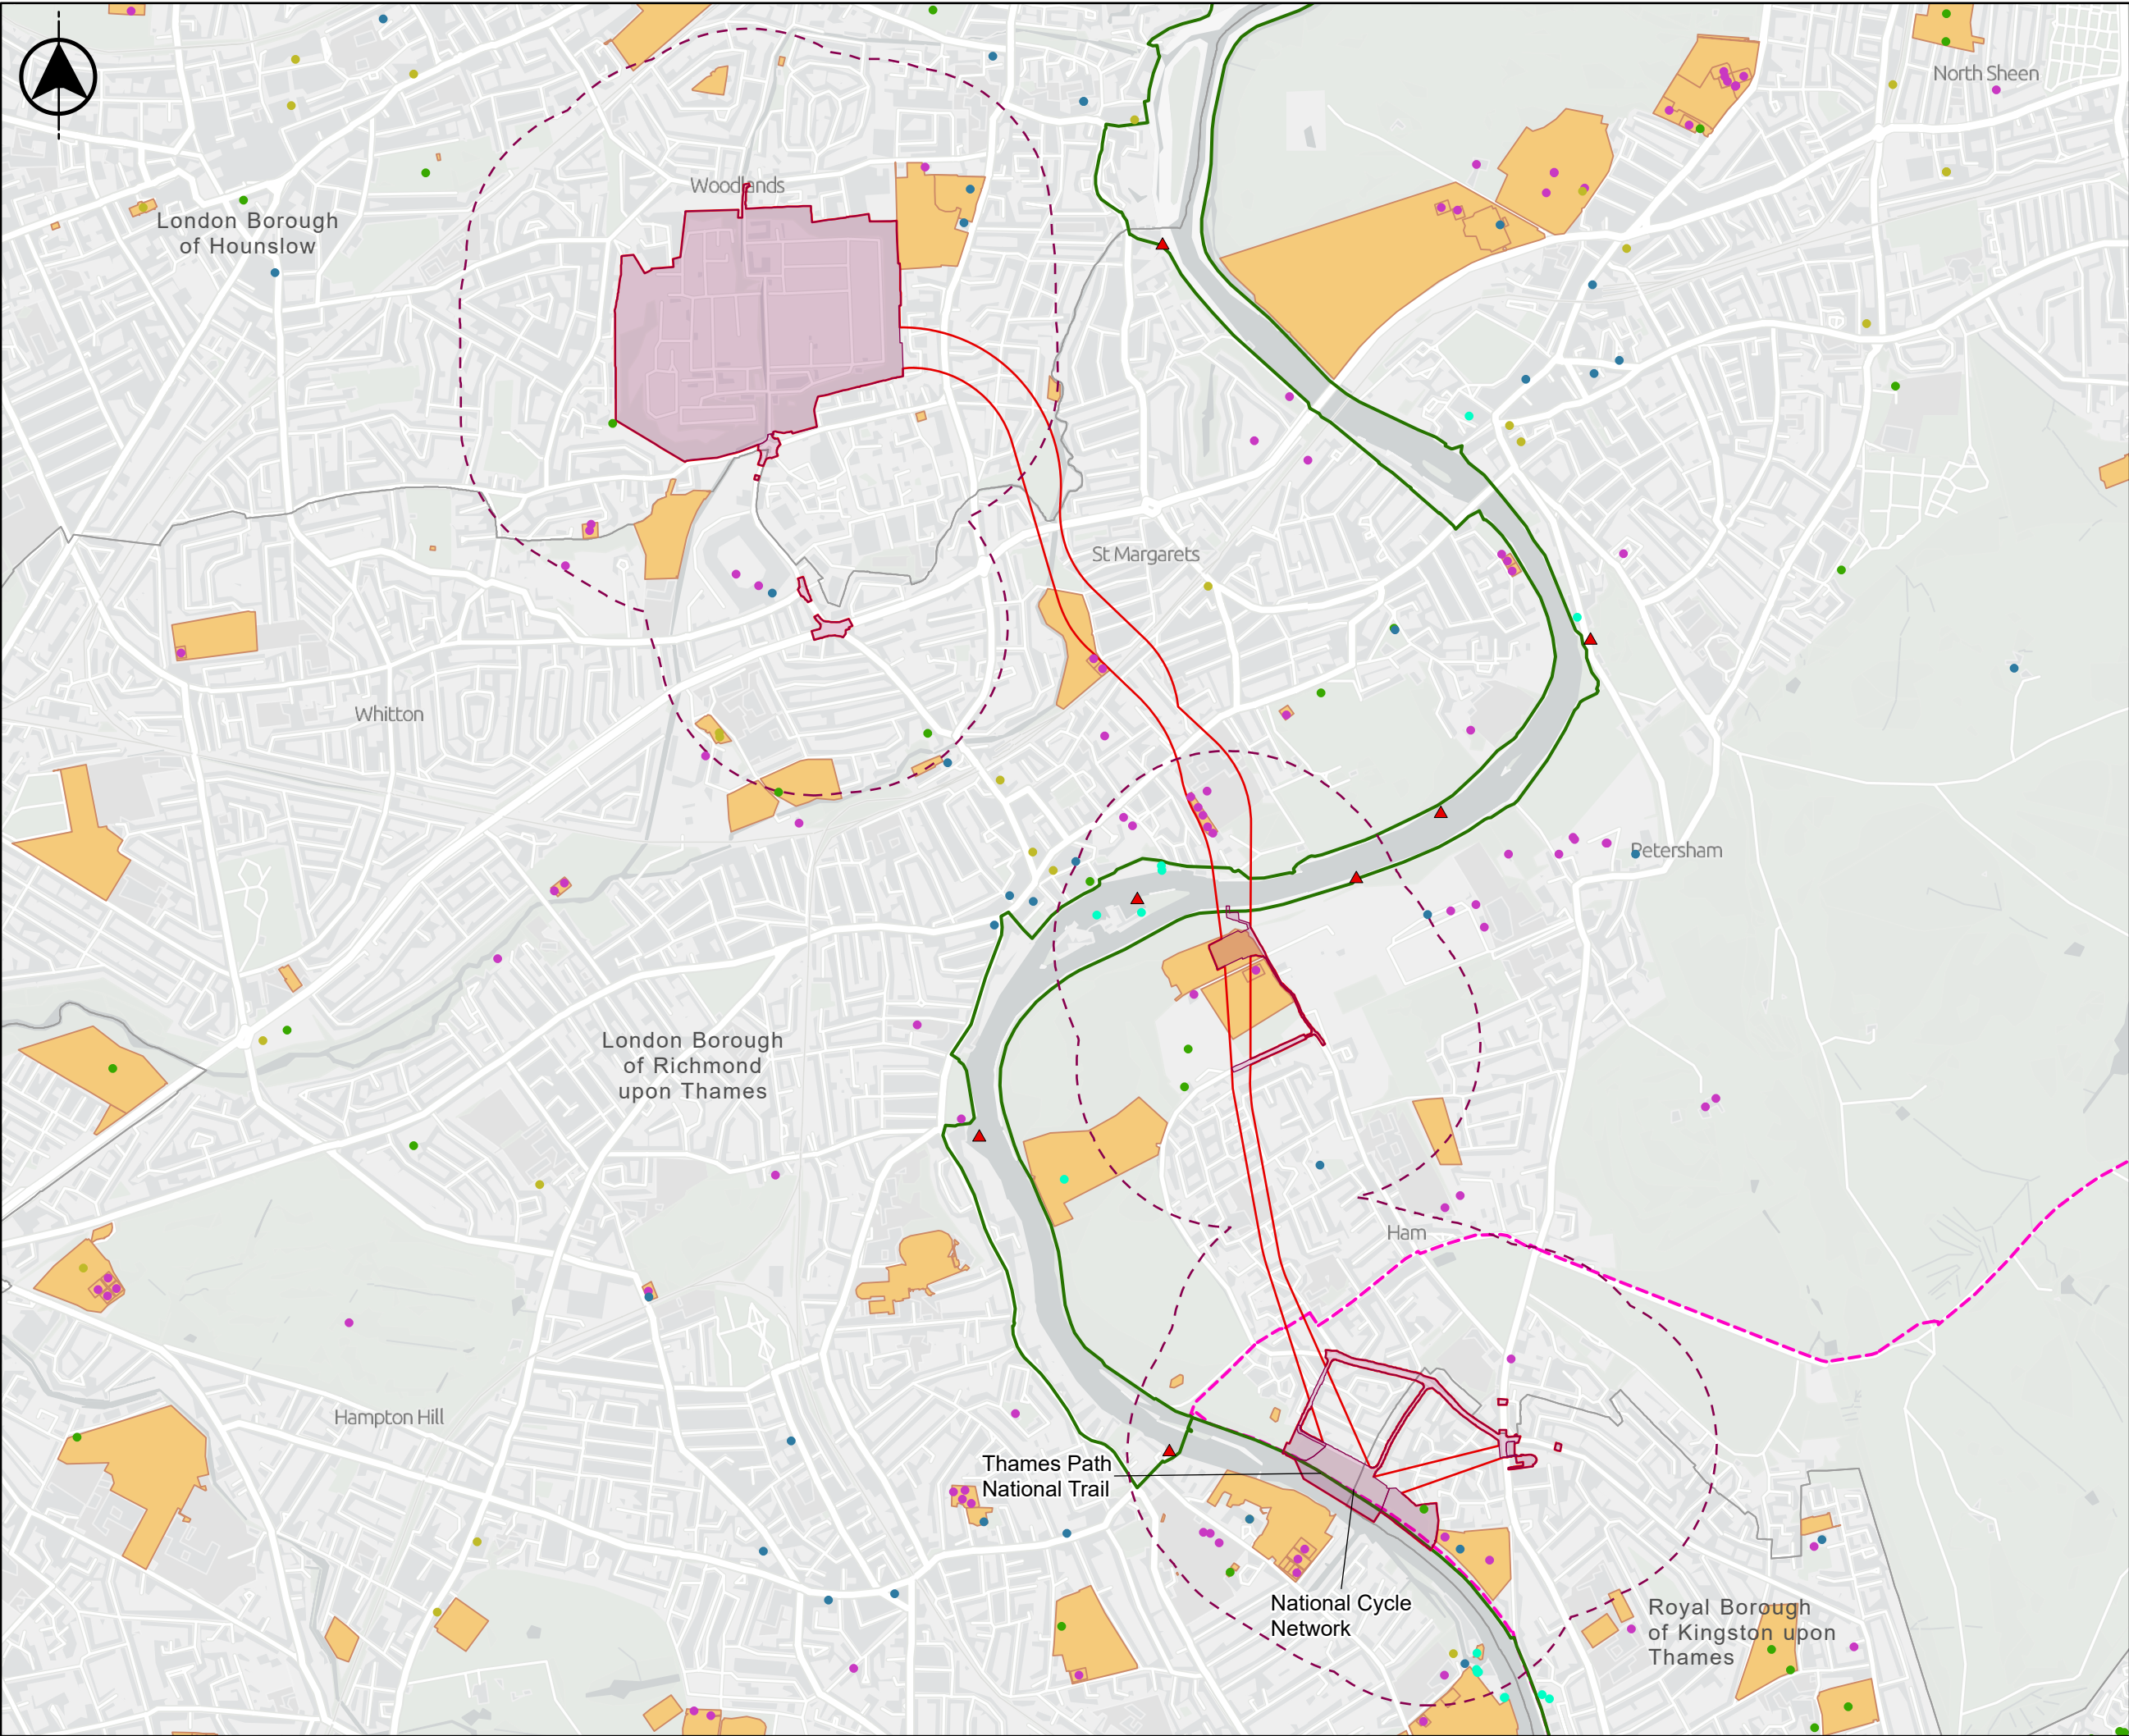 North Sheen
Woodlands
London Borough
of Hounslow
St Margarets
Whitton
Petersham
London Borough
of Richmond
upon Thames
Ham
Hampton Hill
Thames Path
National Trail
National Cycle
Network
Royal Borough
of Kingston upon
Thames